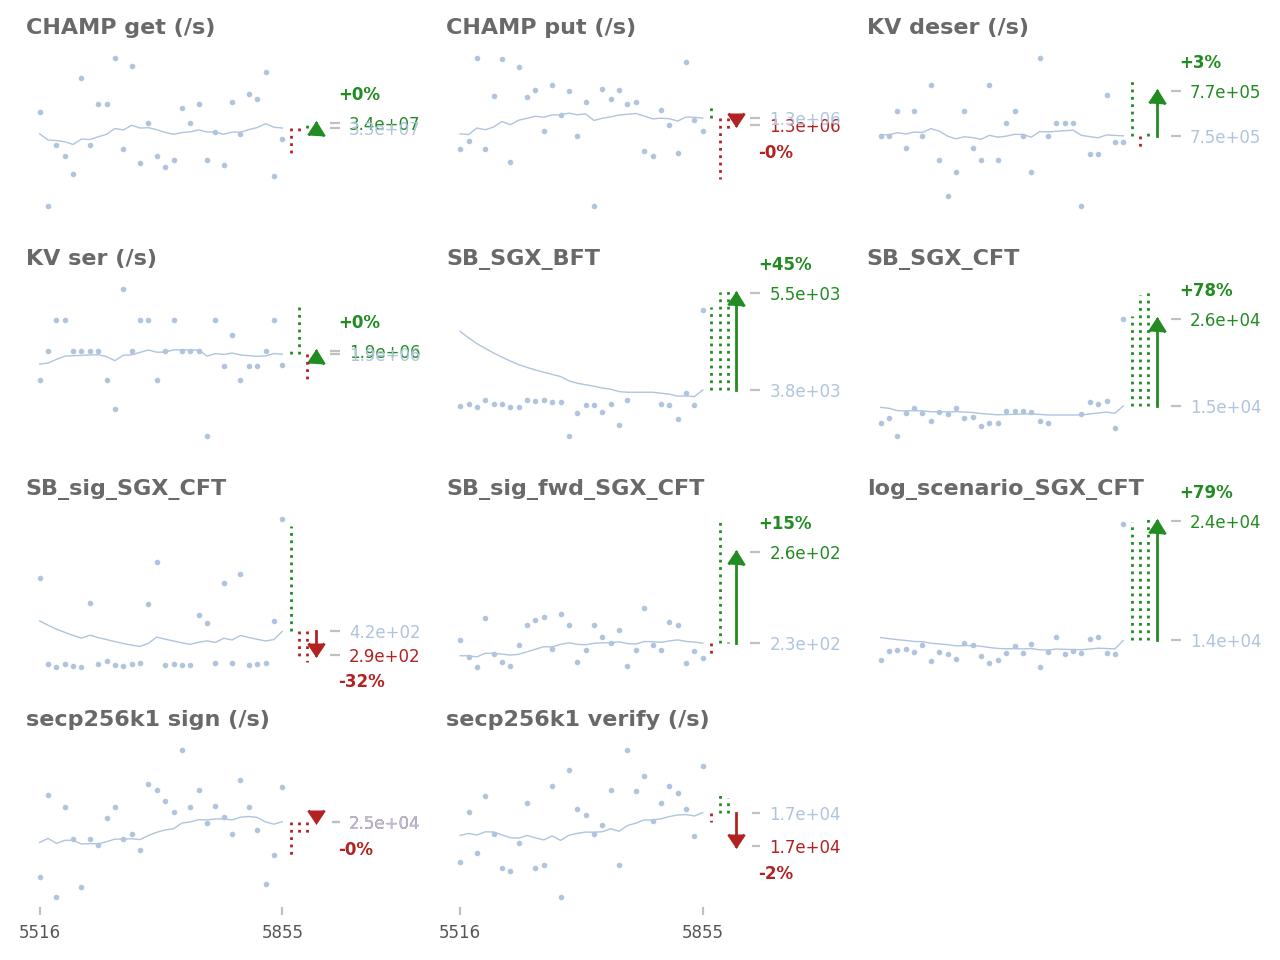 CHAMP get (/s)
+0%
3.4e+07
3.3e+07
CHAMP put (/s)
1.3e+06
1.3e+06
-0%
KV deser (/s)
+3%
7.7e+05
7.5e+05
KV ser (/s)
+0%
1.9e+06
1.9e+06
SB_SGX_BFT
+45%
5.5e+03
3.8e+03
SB_SGX_CFT
+78%
2.6e+04
1.5e+04
SB_sig_SGX_CFT
4.2e+02
2.9e+02
-32%
SB_sig_fwd_SGX_CFT
+15%
2.6e+02
2.3e+02
log_scenario_SGX_CFT
+79%
2.4e+04
1.4e+04
secp256k1 sign (/s)
2.5e+04
-0%
secp256k1 verify (/s)
1.7e+04
1.7e+04
-2%
5516
5855
5516
5855